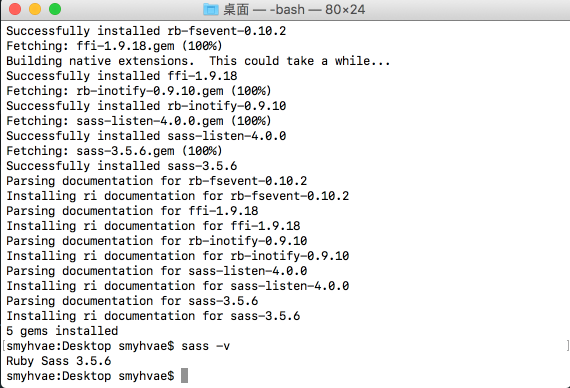 桌面 — -bash — 80×24
Successfully installed rb-fsevent-0.10.2
Fetching: ffi-1.9.18.gem (100%)
Building native extensions.  This could take a while...
Successfully installed ffi-1.9.18
Fetching: rb-inotify-0.9.10.gem (100%)
Successfully installed rb-inotify-0.9.10
Fetching: sass-listen-4.0.0.gem (100%)
Successfully installed sass-listen-4.0.0
Fetching: sass-3.5.6.gem (100%)
Successfully installed sass-3.5.6
Parsing documentation for rb-fsevent-0.10.2
Installing ri documentation for rb-fsevent-0.10.2
Parsing documentation for ffi-1.9.18
Installing ri documentation for ffi-1.9.18
Parsing documentation for rb-inotify-0.9.10
Installing ri documentation for rb-inotify-0.9.10
Parsing documentation for sass-listen-4.0.0
Installing ri documentation for sass-listen-4.0.0
Parsing documentation for sass-3.5.6
Installing ri documentation for sass-3.5.6
5 gems installed
[smyhvae:Desktop smyhvae$ sass -v ]
Ruby Sass 3.5.6
smyhvae:Desktop smyhvae$